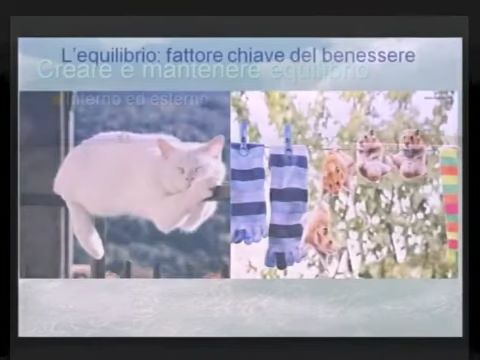 L'equilibrio: fattore chiave del benessere
Creare e mantenere equilibrio
interno ed esterno